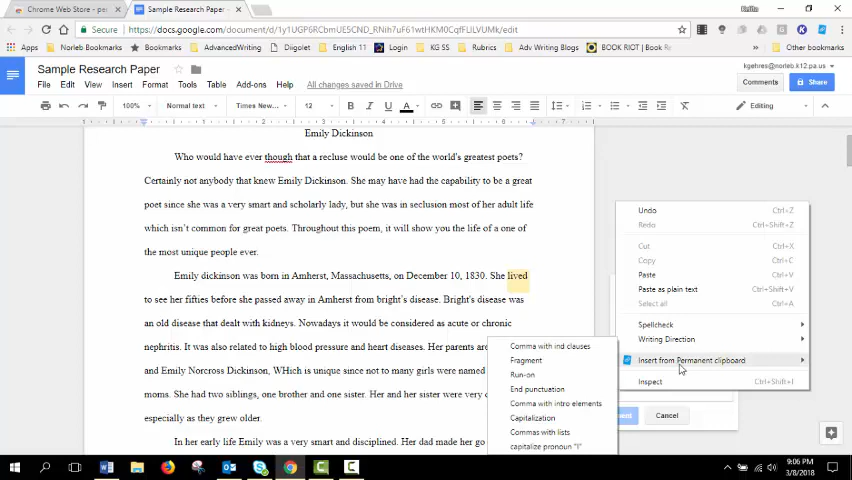 Chrome Web Store - pe
Sample Research Paper
Secure
https://docs.google.com/document/d/1y1UGP6RCbmUE5CND_RNih7uF61wtHKM0CqfFLlLVUMk/edit
Apps
Norleb Bookmarks
AP
Bookmarks
Diigolet
English 11
Login
KG SS
Rubrics
Adv Writing Blogs
BOOK RIOT | Book R
Other bookmarks
Sample Research Paper
kgehres@norleb.k12.pa.us
File Edit View Insert Format Tools Table Add-ons Help
All changes saved in Drive
Comments
Share
100%
Normal text
Times New...
12
B I U A
Editing
Emily Dickinson
Who would have ever though that a recluse would be one of the world's greatest poets?
Certainly not anybody that knew Emily Dickinson. She may have had the capability to be a great
poet since she was a very smart and scholarly lady, but she was in seclusion most of her adult life
which isn't common for great poets. Throughout this poem, it will show you the life of a one of
the most unique people ever.
Emily dickinson was born in Amherst, Massachusetts, on December 10, 1830. She lived
to see her fifties before she passed away in Amherst from bright's disease. Bright's disease was
an old disease that dealt with kidneys. Nowadays it would be considered as acute or chronic
nephritis. It was also related to high blood pressure and heart diseases. Her parents are
and Emily Norcross Dickinson, WHich is unique since not to many girls were named
moms. She had two siblings, one brother and one sister. Her and her sister were very
especially as they grew older.
In her early life Emily was a very smart and disciplined. Her dad made her go
Undo Ctrl+Z
Redo Ctrl+Shift+Z
Cut Ctrl+X
Copy Ctrl+C
Paste Ctrl+V
Paste as plain text Ctrl+Shift+V
Select all Ctrl+A
Spellcheck
Writing Direction
Insert from Permanent clipboard
Inspect Ctrl+Shift+I
Comma with ind clauses
Fragment
Run-on
End punctuation
Comma with intro elements
Capitalization
Commas with lists
capitalize pronoun "I"
Cancel
9:06 PM
3/8/2018